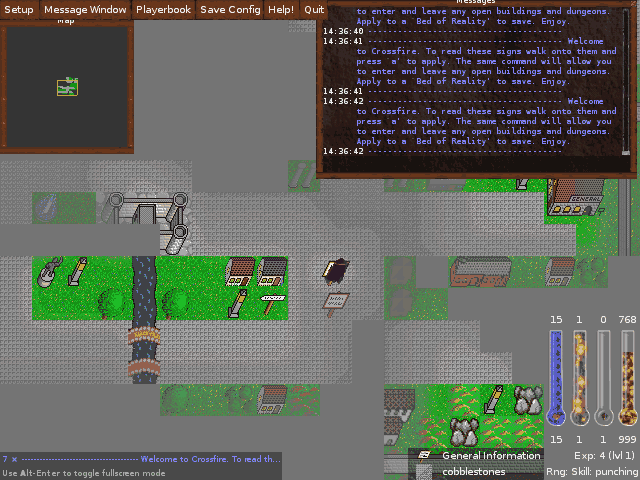 Setup Message Window Playerbook Save Config Help! Quit
Messages
Map
to enter and leave any open buildings and dungeons.
Apply to a `Bed of Reality' to save. Enjoy.
14:36:40
14:36:41 ------------------------------------ Welcome
to Crossfire. To read these signs walk onto them and
press `a' to apply. The same command will allow you
to enter and leave any open buildings and dungeons.
Apply to a `Bed of Reality' to save. Enjoy.
14:36:41 ------------------------------------
14:36:42 ------------------------------------ Welcome
to Crossfire. To read these signs walk onto them and
press `a' to apply. The same command will allow you
to enter and leave any open buildings and dungeons.
Apply to a `Bed of Reality' to save. Enjoy.
14:36:42 ------------------------------------
GENERAL
15 1 0 768
15 1 1 999
7 × ------------------------------------ Welcome to Crossfire. To read th...
Use Alt-Enter to toggle fullscreen mode
General Information
cobblestones
Exp: 4 (lvl 1)
Rng: Skill: punching